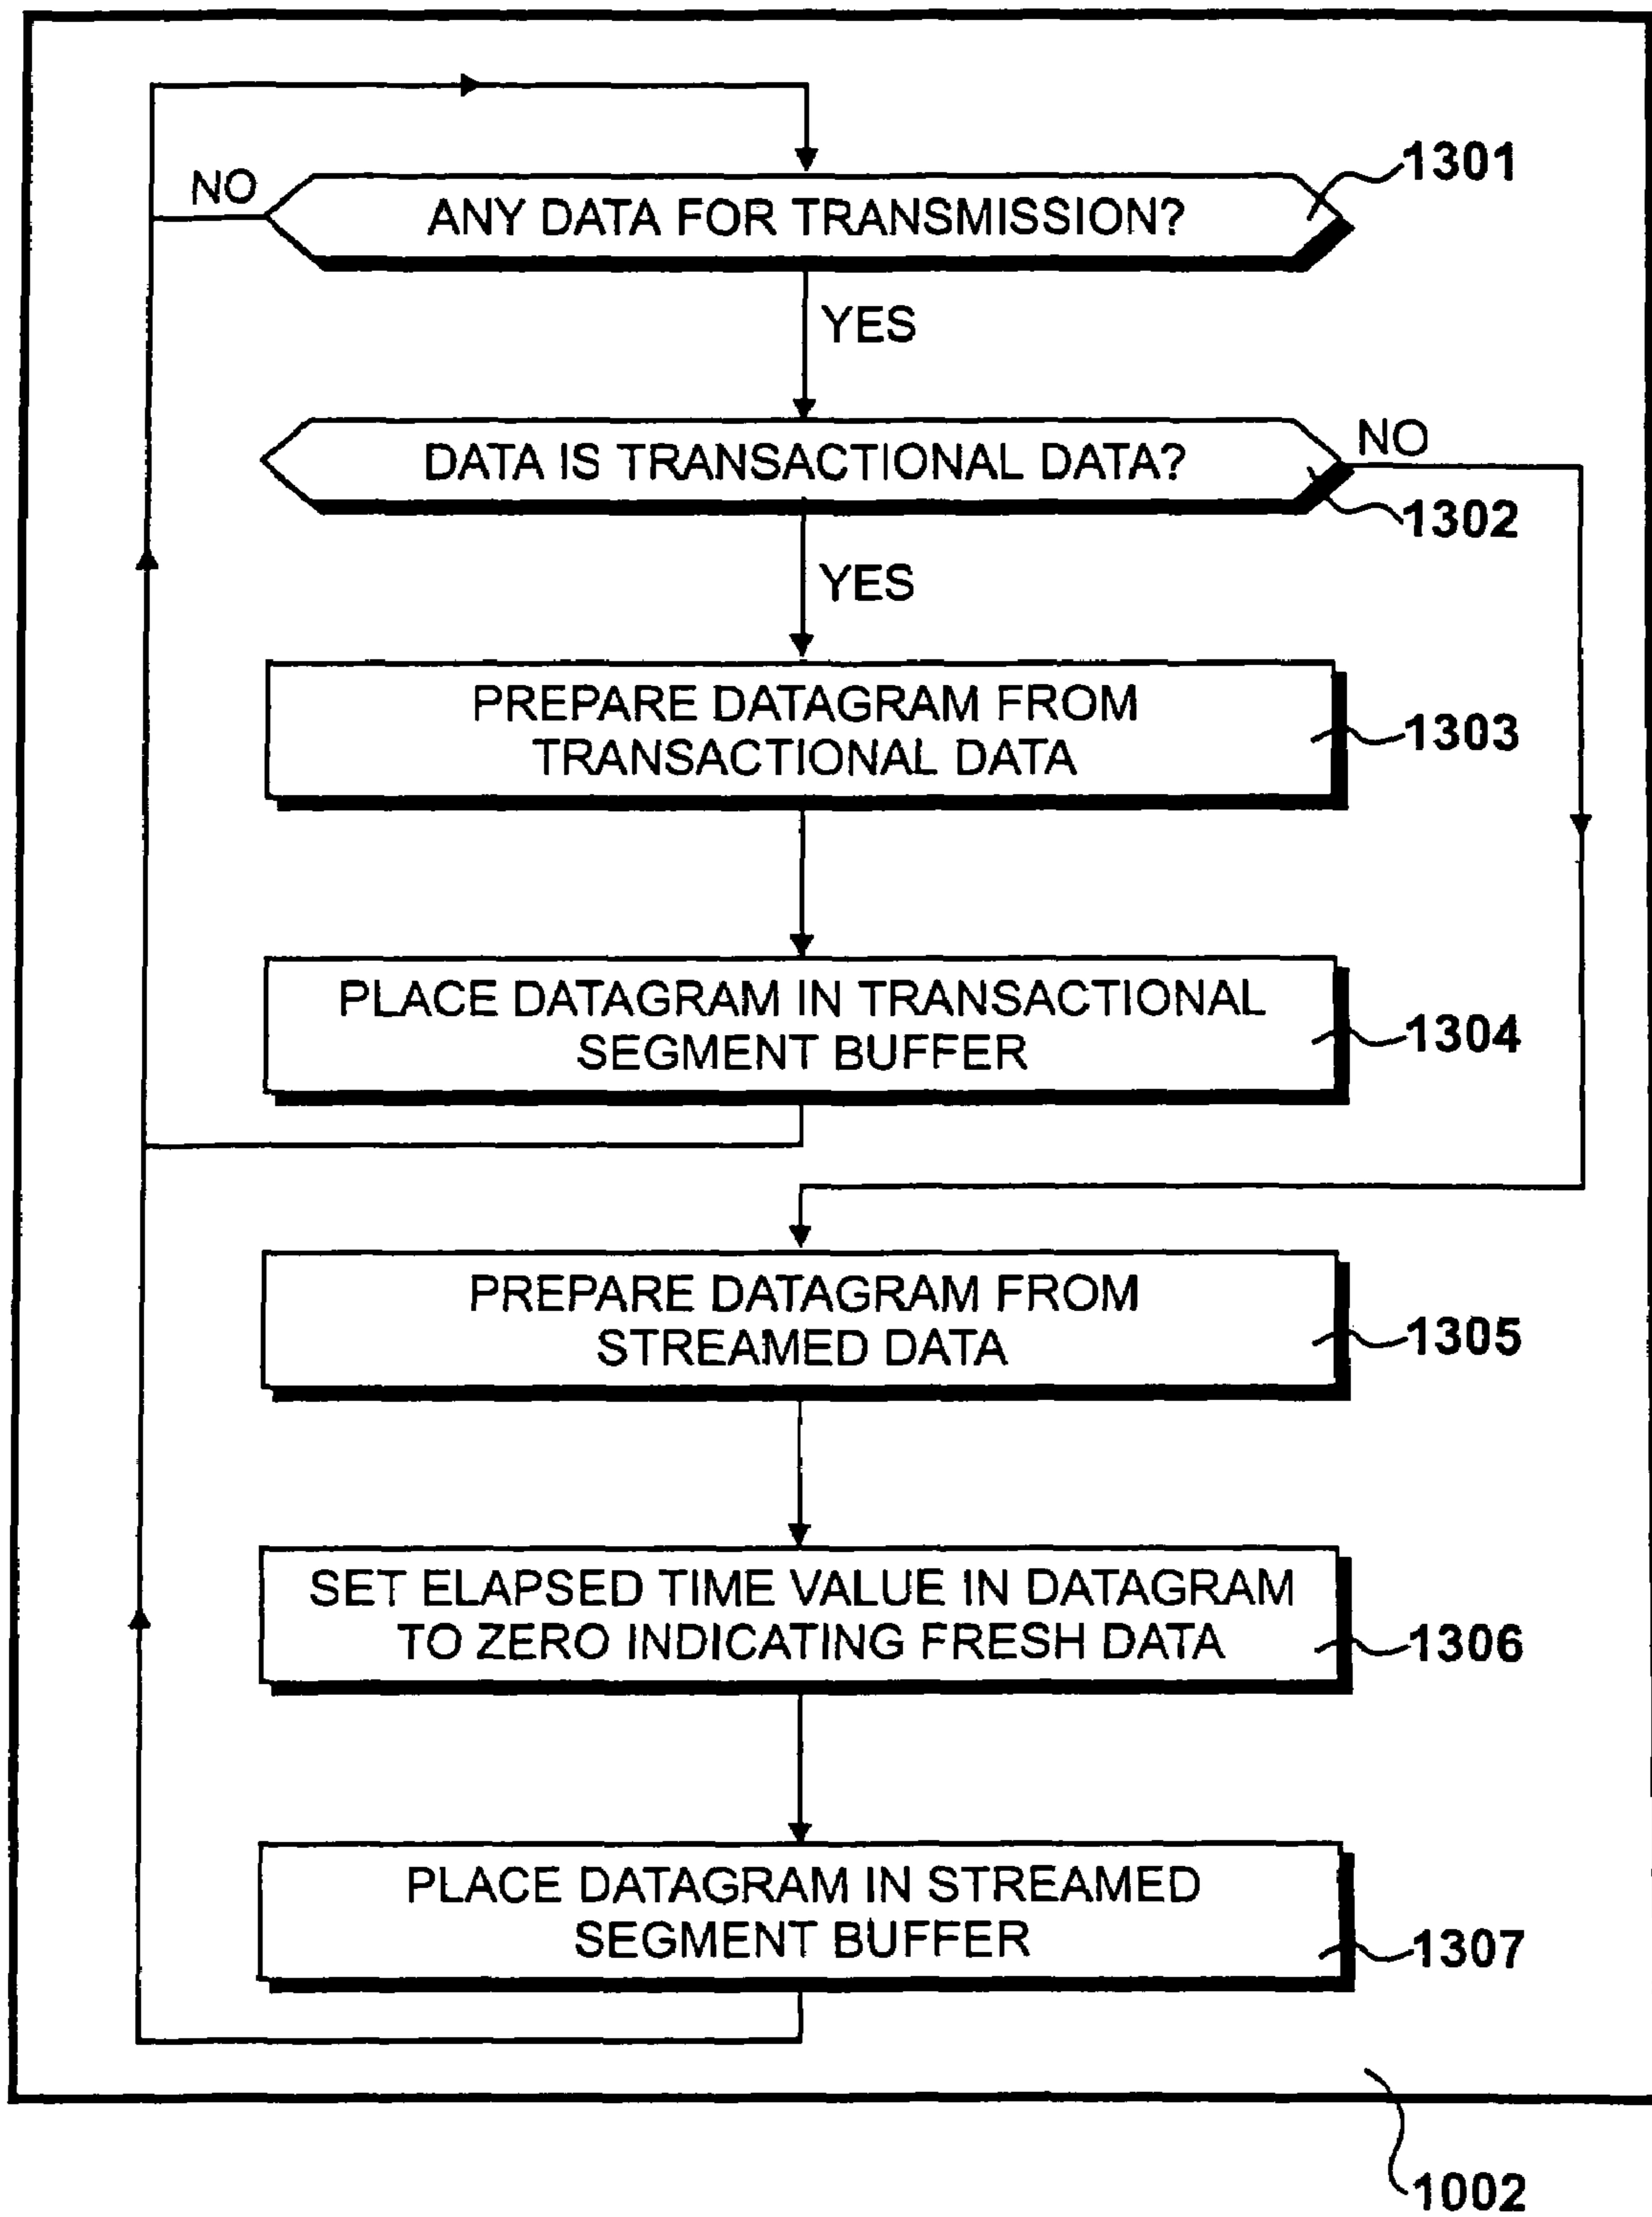 1301
NO
ANY DATA FOR TRANSMISSION?
YES
NO
DATA IS TRANSACTIONAL DATA?
1302
YES
PREPARE DATAGRAM FROM
TRANSACTIONAL DATA
1303
PLACE DATAGRAM IN TRANSACTIONAL
SEGMENT BUFFER
1304
PREPARE DATAGRAM FROM
STREAMED DATA
1305
SET ELAPSED TIME VALUE IN DATAGRAM
TO ZERO INDICATING FRESH DATA
1306
PLACE DATAGRAM IN STREAMED
SEGMENT BUFFER
1307
1002